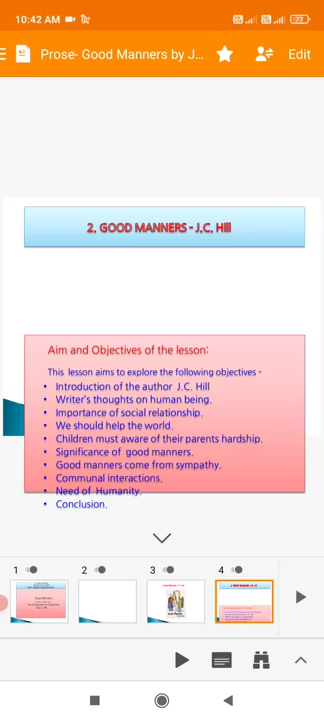 10:42 AM
77
Prose- Good Manners by J...
Edit
2. GOOD MANNERS - J.C. Hill
Aim and Objectives of the lesson:
This lesson aims to explore the following objectives -
• Introduction of the author J.C. Hill
• Writer's thoughts on human being.
• Importance of social relationship.
• We should help the world.
• Children must aware of their parents hardship.
• Significance of good manners.
• Good manners come from sympathy.
• Communal interactions.
• Need of Humanity.
• Conclusion.
1
2
3
4